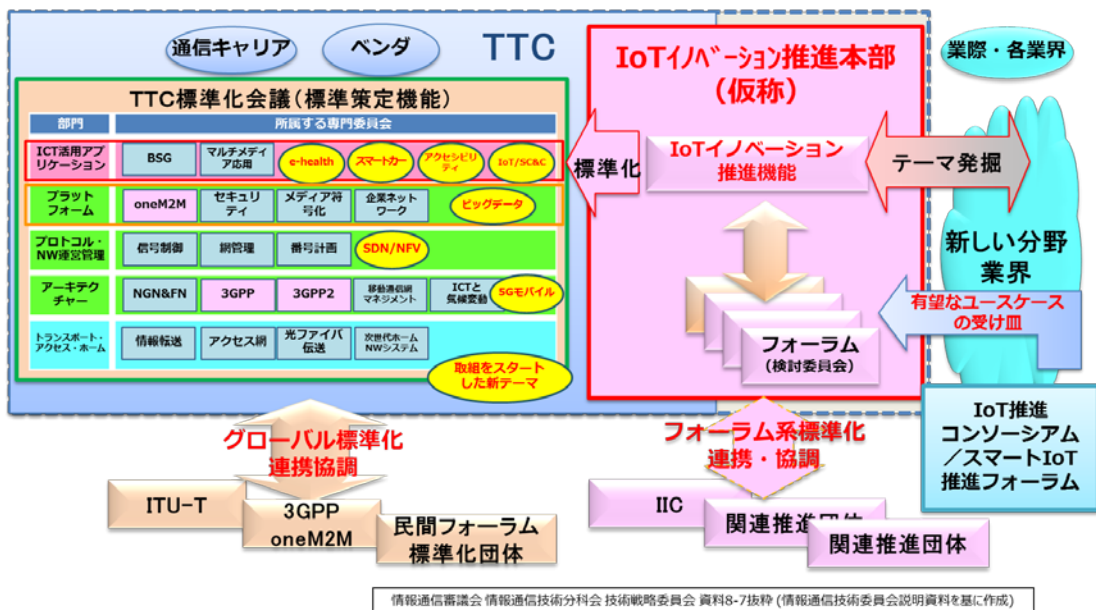 通信キャリア
ベンダ
TTC
TTC標準化会議(標準策定機能)
部門
所属する専門委員会
ICT活用アプ
リケーション
BSG
マルチメディ
ア応用
e-health
スマートカー
アクセシビリ
ティ
IoT/SC&C
プラット
フォーム
oneM2M
セキュリ
ティ
メディア符
号化
企業ネット
ワーク
ビッグデータ
プロトコル・
NW運営管理
信号制御
網管理
番号計画
SDN/NFV
アーキテク
チャー
NGN&FN
3GPP
3GPP2
移動通信網
マネジメント
ICTと
気候変動
5Gモバイル
トランスポート・
アクセス・ホーム
情報転送
アクセス網
光ファイバ
伝送
次世代ホーム
NWシステム
取組をスタート
した新テーマ
IoTイノベーション推進本部
(仮称)
標準化
IoTイノベーション
推進機能
フォーラム
(検討委員会)
業際・各業界
テーマ発掘
新しい分野
業界
有望なユースケース
の受け皿
IoT推進
コンソーシアム
/スマートIoT
推進フォーラム
グローバル標準化
連携協調
ITU-T
3GPP
oneM2M
民間フォーラム
標準化団体
フォーラム系標準化
連携・協調
IIC
関連推進団体
関連推進団体
情報通信審議会 情報通信技術分科会 技術戦略委員会 資料8-7抜粋 (情報通信技術委員会説明資料を基に作成)